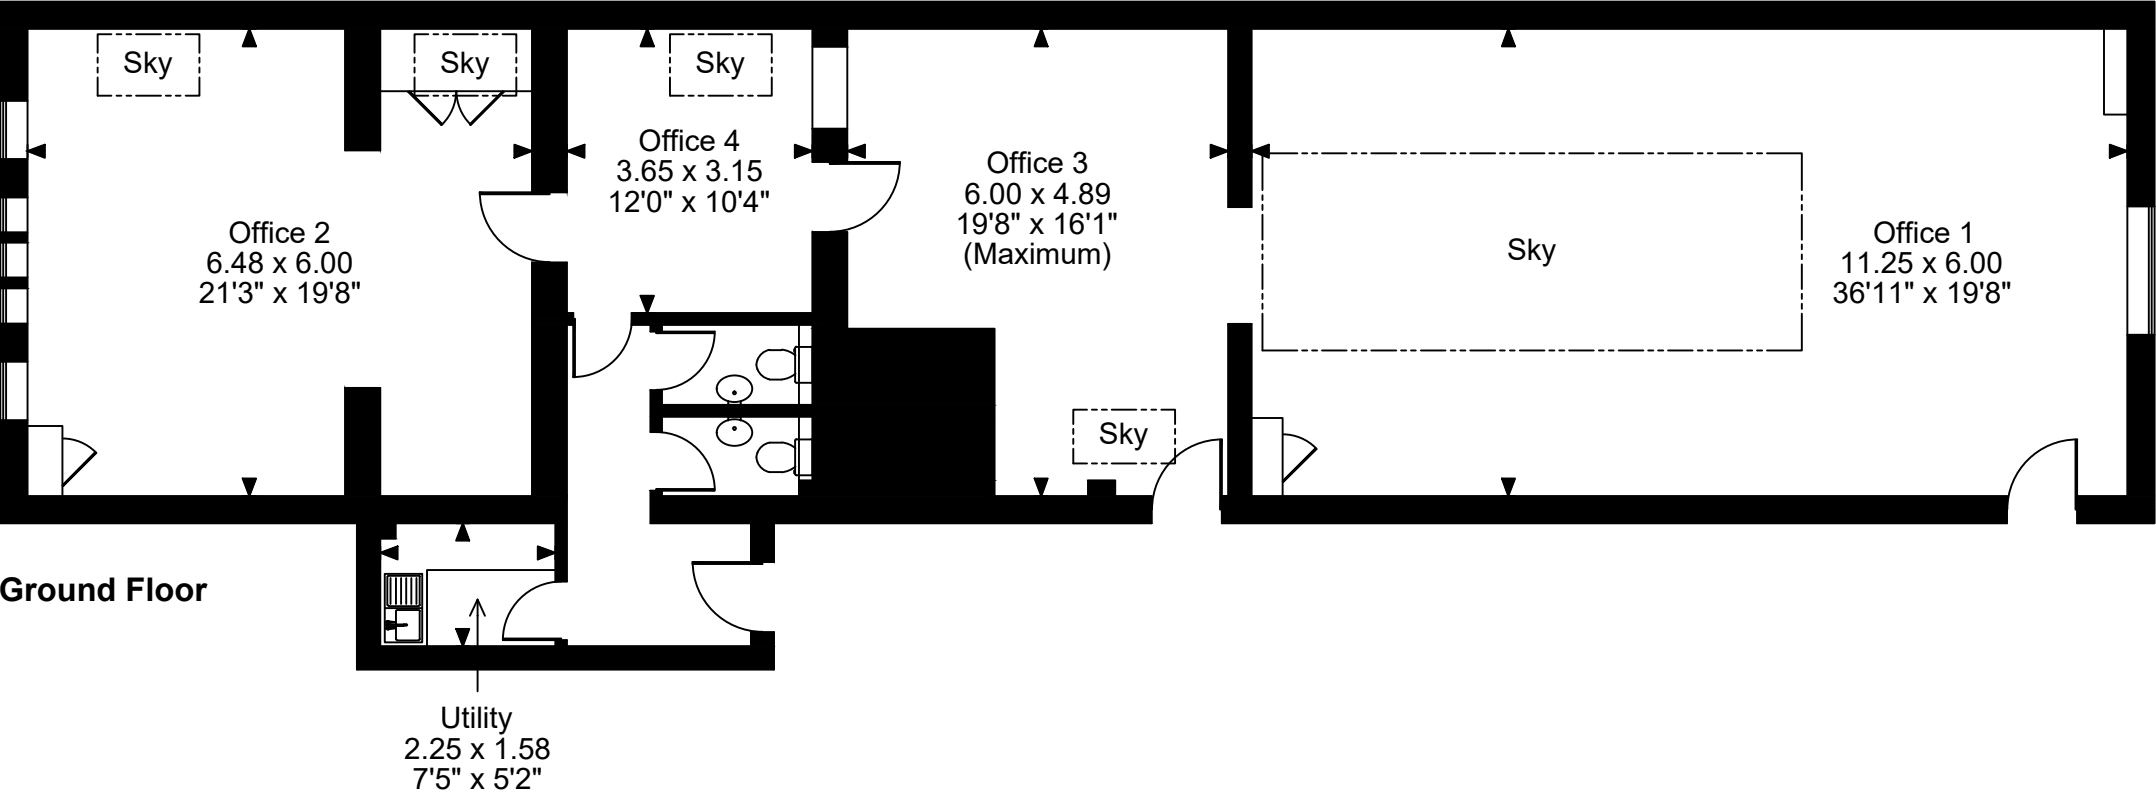 Sky
Sky
Sky
Office 2
6.48 x 6.00
21'3" x 19'8"
Office 4
3.65 x 3.15
12'0" x 10'4"
Office 3
6.00 x 4.89
19'8" x 16'1"
(Maximum)
Sky
Sky
Office 1
11.25 x 6.00
36'11" x 19'8"
Ground Floor
Utility
2.25 x 1.58
7'5" x 5'2"